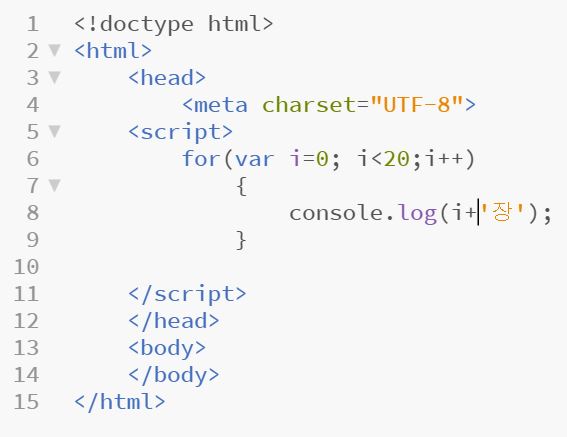 1 <!doctype html>
2 <html>
3 <head>
4 <meta charset="UTF-8">
5 <script>
6 for(var i=0; i<20;i++)
7 {
8 console.log(i+'장');
9 }
10
11 </script>
12 </head>
13 <body>
14 </body>
15 </html>